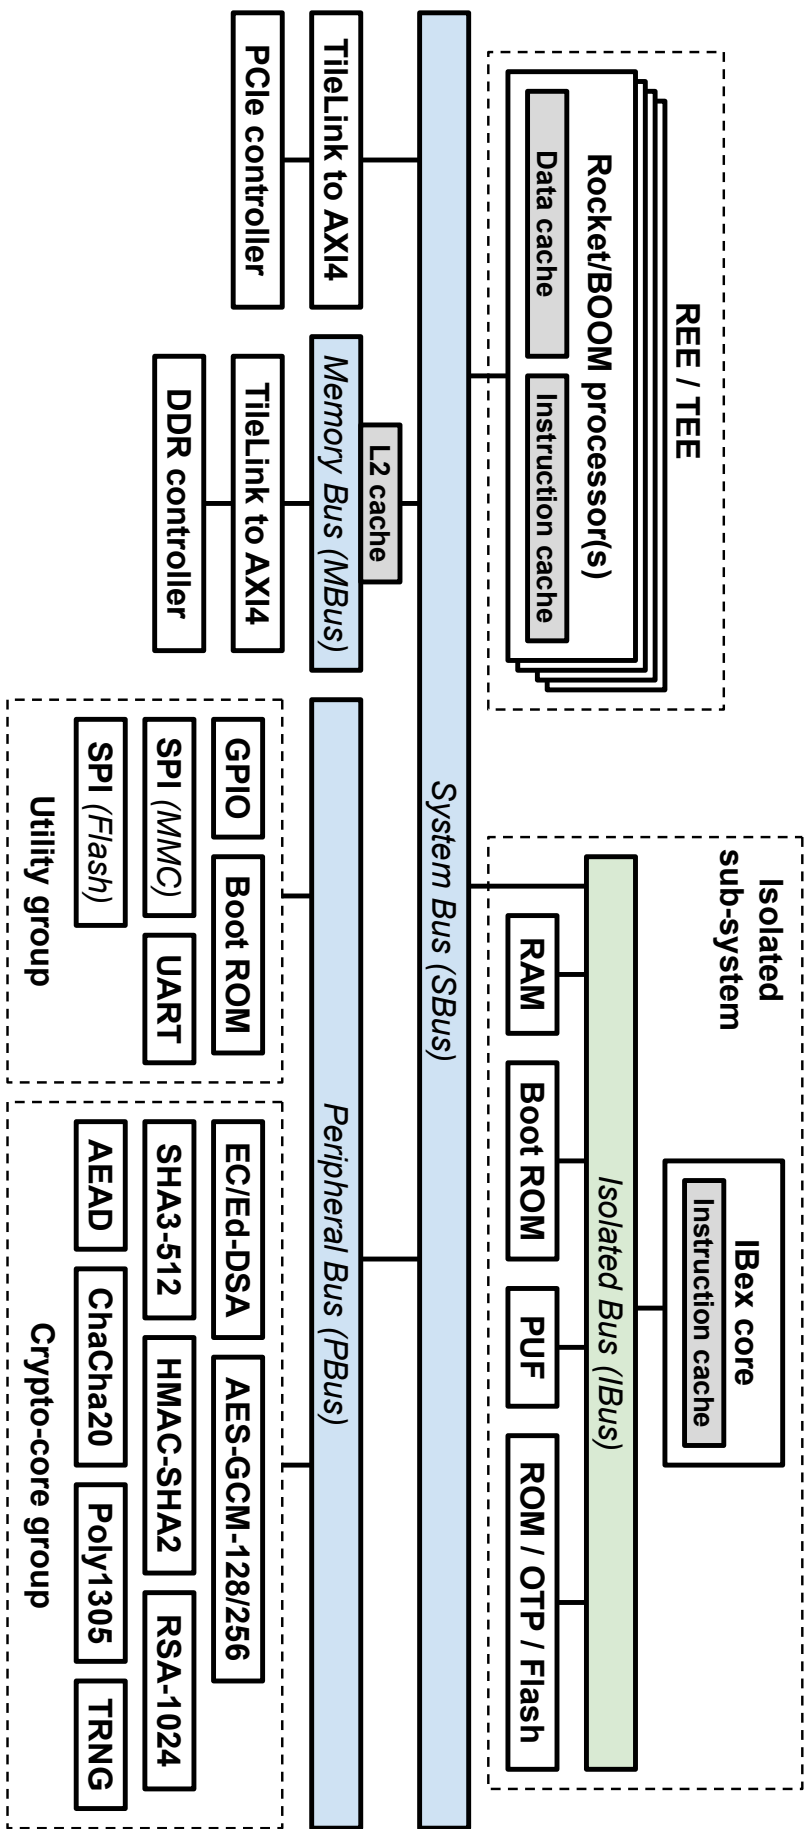 REE / TEE
Rocket/BOOM processor(s)
Data cache
Instruction cache
Isolated
sub-system
IBex core
Instruction cache
Isolated Bus (IBus)
RAM
Boot ROM
PUF
ROM / OTP / Flash
System Bus (SBus)
TileLink to AXI4
PCIe controller
L2 cache
Memory Bus (MBus)
TileLink to AXI4
DDR controller
Peripheral Bus (PBus)
GPIO
Boot ROM
SPI (MMC)
UART
SPI (Flash)
Utility group
EC/Ed-DSA
AES-GCM-128/256
SHA3-512
HMAC-SHA2
RSA-1024
AEAD
ChaCha20
Poly1305
TRNG
Crypto-core group